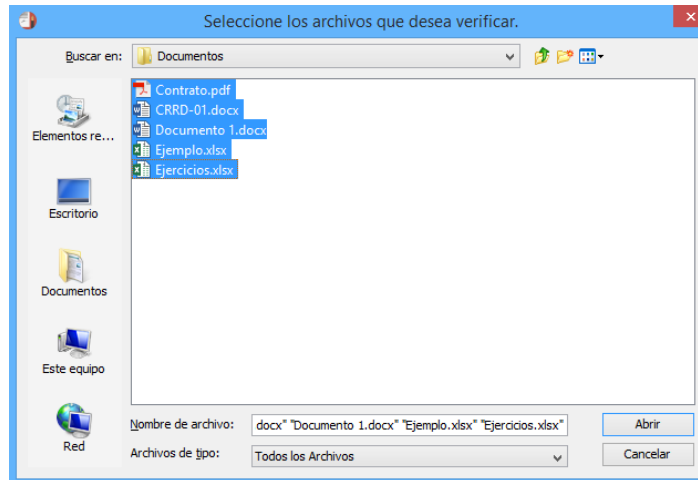 Seleccione los archivos que desea verificar.
Buscar en: Documentos
Contrato.pdf
CRRD-01.docx
Documento 1.docx
Ejemplo.xlsx
Ejercicios.xlsx
Elementos re...
Escritorio
Documentos
Este equipo
Red
Nombre de archivo: docx" "Documento 1.docx" "Ejemplo.xlsx" "Ejercicios.xlsx" Abrir
Archivos de tipo: Todos los Archivos Cancelar